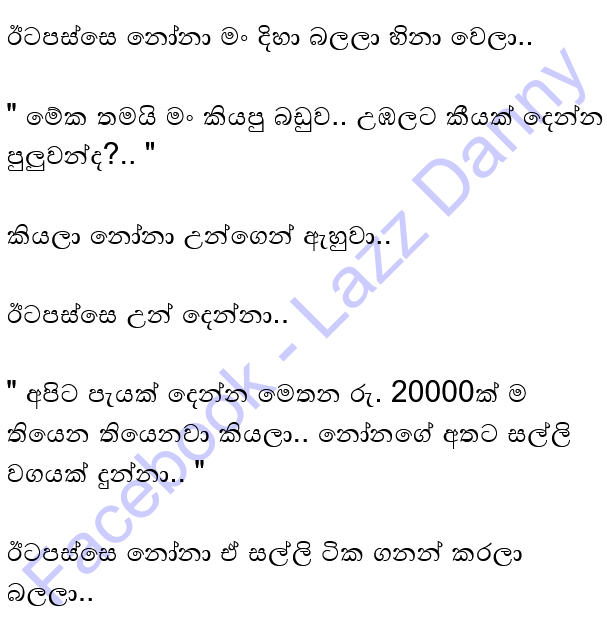 ඊටපස්සෙ නෝනා මං දිහා බලලා හිනා වෙලා..
" මේක තමයි මං කියපු බඩුව.. උඹලට කීයක් දෙන්න
පුලුවන්ද?.. "
කියලා නෝනා උන්ගෙන් ඇහුවා..
ඊටපස්සෙ උන් දෙන්නා..
" අපිට පැයක් දෙන්න මෙතන රු. 20000ක් ම
තියෙන තියෙනවා කියලා.. නෝනගේ අතට සල්ලි
වගයක් දුන්නා.. "
ඊටපස්සෙ නෝනා ඒ සල්ලි ටික ගනන් කරලා
බලලා..
Facebook - Lazz Danny